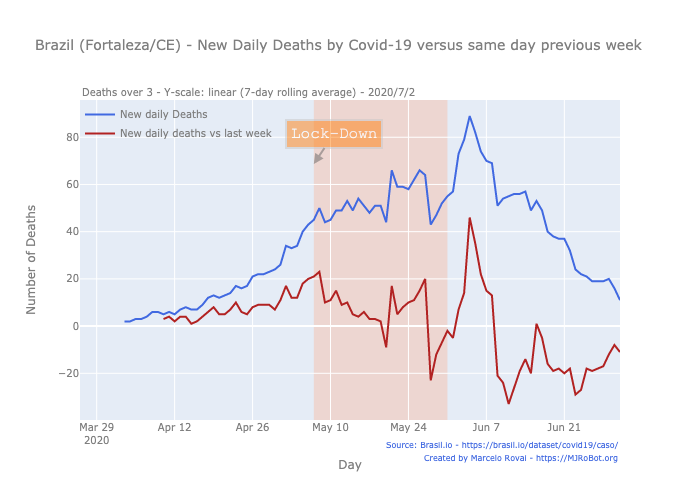 Brazil (Fortaleza/CE) - New Daily Deaths by Covid-19 versus same day previous week
Deaths over 3 - Y-scale: linear (7-day rolling average) - 2020/7/2
New daily Deaths
New daily deaths vs last week
Lock-Down
Number of Deaths
80
60
40
20
0
−20
Mar 29 Apr 12 Apr 26 May 10 May 24 Jun 7 Jun 21
2020
Source: Brasil.io - https://brasil.io/dataset/covid19/caso/
Created by Marcelo Rovai - https://MJRoBot.org
Day